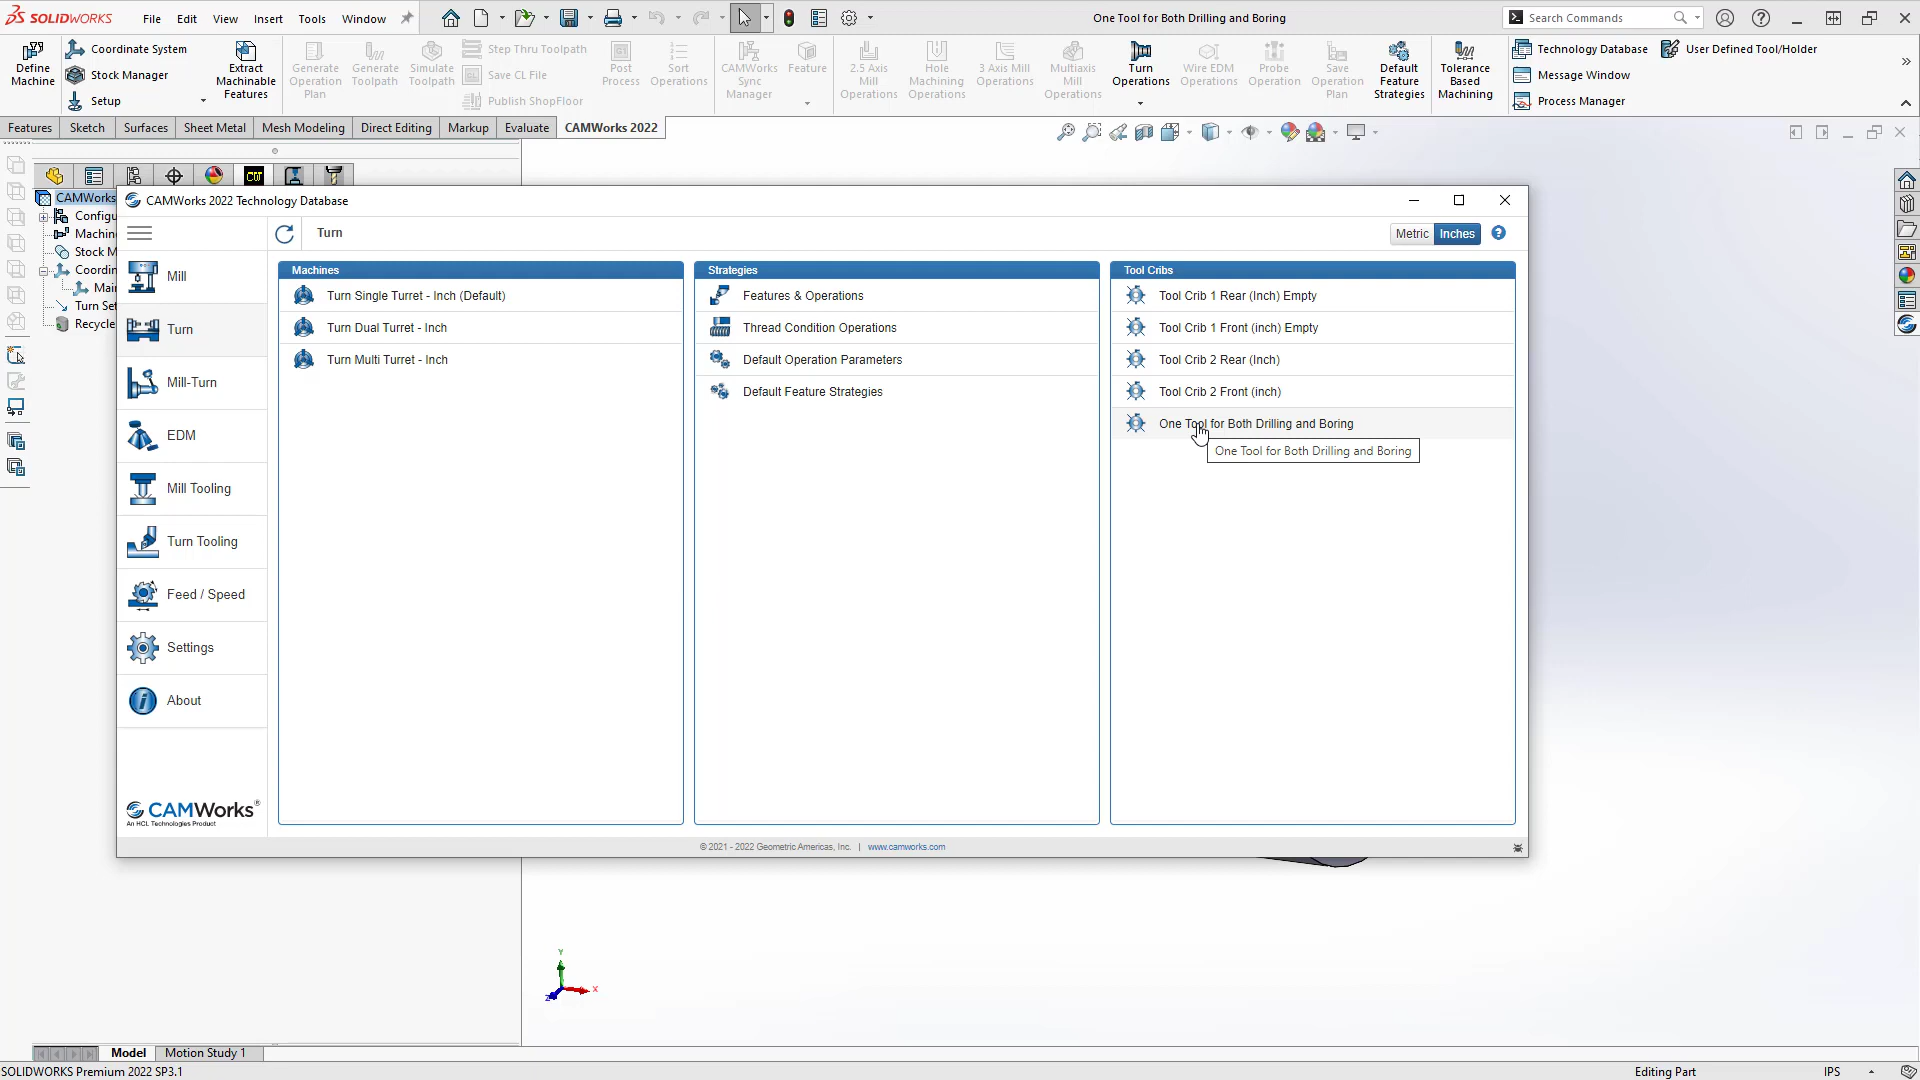 SOLIDWORKS
File Edit View Insert Tools Window
One Tool for Both Drilling and Boring
Search Commands
Define Machine
Coordinate System
Stock Manager
Setup
Extract Machinable Features
Generate Operation Plan
Generate Toolpath
Simulate Toolpath
Step Thru Toolpath
Save CL File
Publish ShopFloor
Post Process
Sort Operations
CAMWorks Sync Manager
Feature
2.5 Axis Mill Operations
Hole Machining Operations
3 Axis Mill Operations
Multiaxis Mill Operations
Turn Operations
Wire EDM Operations
Probe Operation
Save Operation Plan
Default Feature Strategies
Tolerance Based Machining
Technology Database
User Defined Tool/Holder
Message Window
Process Manager
Features Sketch Surfaces Sheet Metal Mesh Modeling Direct Editing Markup Evaluate CAMWorks 2022
CW
CAMWorks
Configu
Machin
Stock M
Coordin
Mai
Turn Set
Recycle
CAMWorks 2022 Technology Database
Turn
Metric Inches
Mill
Turn
Mill-Turn
EDM
Mill Tooling
Turn Tooling
Feed / Speed
Settings
About
CAMWorks®
An HCL Technologies Product
Machines
Turn Single Turret - Inch (Default)
Turn Dual Turret - Inch
Turn Multi Turret - Inch
Strategies
Features & Operations
Thread Condition Operations
Default Operation Parameters
Default Feature Strategies
Tool Cribs
Tool Crib 1 Rear (Inch) Empty
Tool Crib 1 Front (inch) Empty
Tool Crib 2 Rear (Inch)
Tool Crib 2 Front (inch)
One Tool for Both Drilling and Boring
One Tool for Both Drilling and Boring
© 2021 - 2022 Geometric Americas, Inc. | www.camworks.com
Y
X
Z
Model Motion Study 1
SOLIDWORKS Premium 2022 SP3.1
Editing Part
IPS